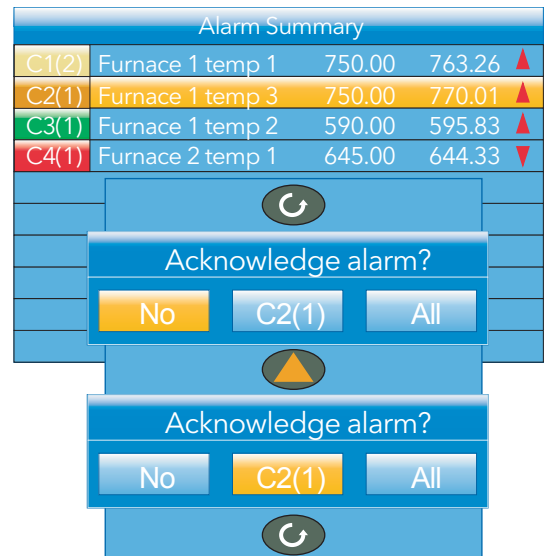 Alarm Summary
C1(2) Furnace 1 temp 1 750.00 763.26
C2(1) Furnace 1 temp 3 750.00 770.01
C3(1) Furnace 1 temp 2 590.00 595.83
C4(1) Furnace 2 temp 1 645.00 644.33
Acknowledge alarm?
No C2(1) All
Acknowledge alarm?
No C2(1) All